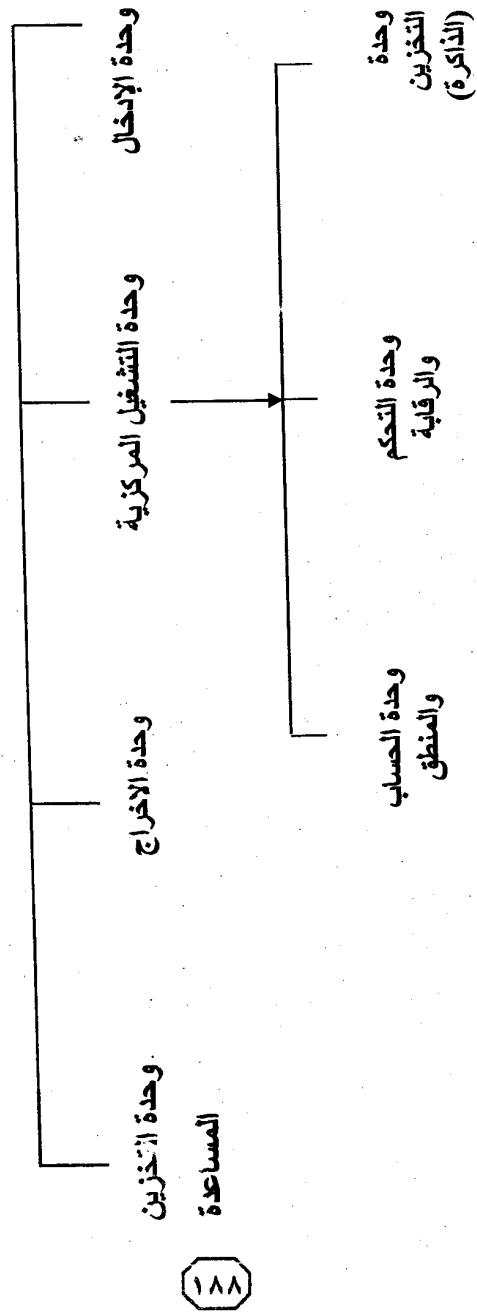 وحدة الإدخال
وحدة التشغيل المركزية
وحدة الاخراج
وحدة التخزين
المساعدة
وحدة
التخزين
(الذاكرة)
وحدة التحكم
والرقابة
وحدة الحساب
والمنطق
١٨٨